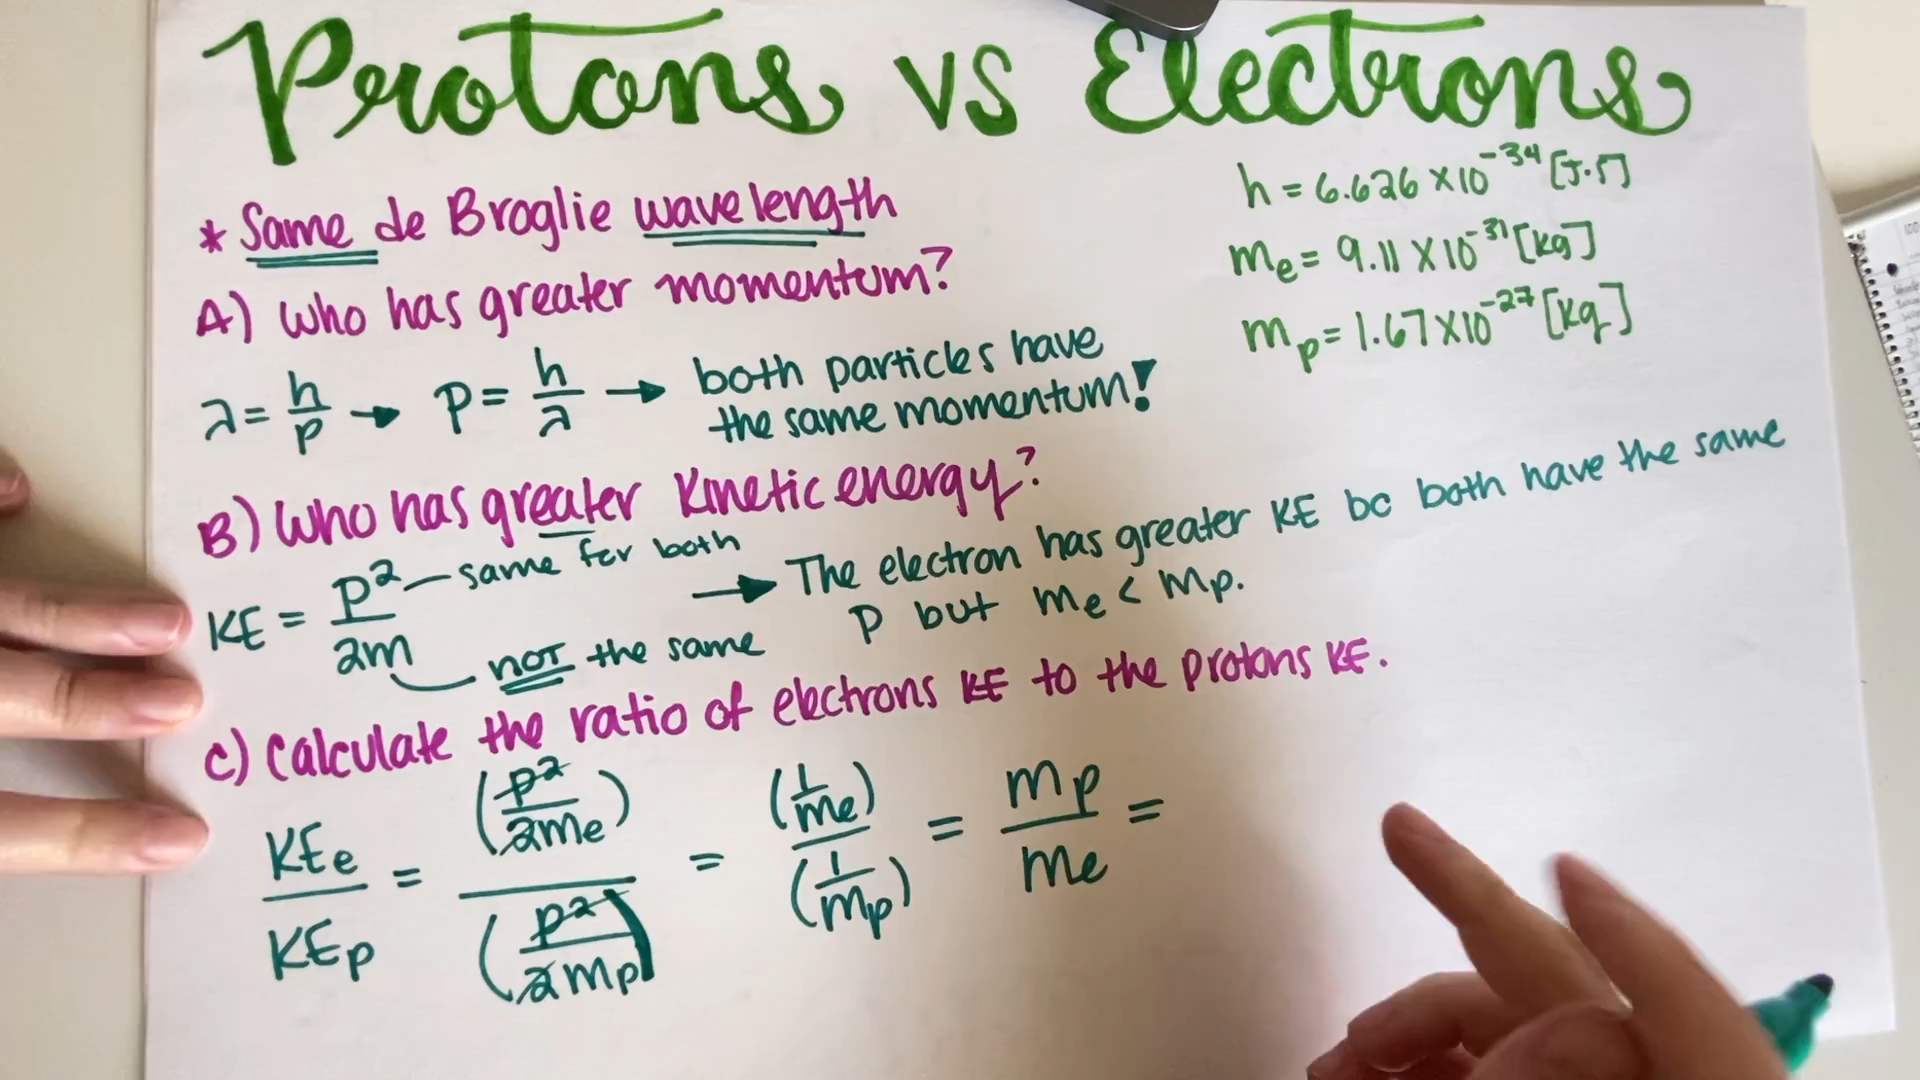 Protons vs Electrons
h = 6.626 x 10^-34 [J·s]
* Same de Broglie wavelength
me = 9.11 x 10^-31 [kg]
A) Who has greater momentum?
mp = 1.67 x 10^-27 [kg]
λ = h/p → P = h/λ → both particles have
the same momentum!
B) Who has greater kinetic energy?
KE = P²/2m — same for both
NOT the same
→ The electron has greater KE bc both have the same
P but me < mp.
C) Calculate the ratio of electrons KE to the protons KE.
KEe/KEp = (p²/2me)/(p²/2mp) = (1/me)/(1/mp) = mp/me =